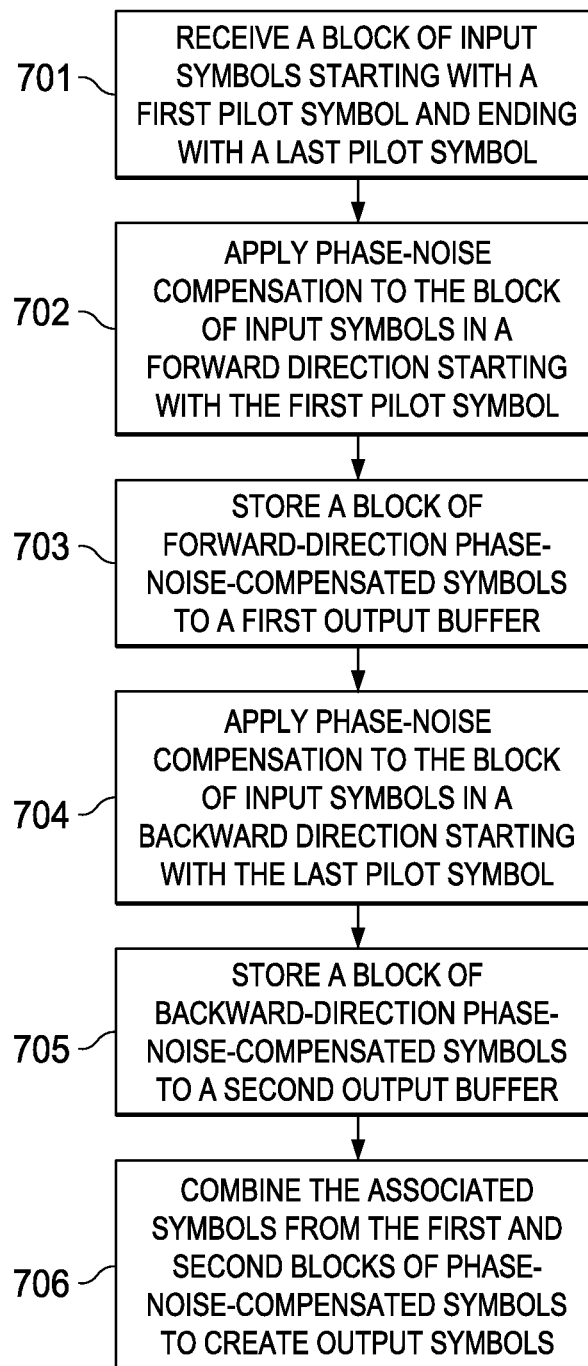 701
RECEIVE A BLOCK OF INPUT
SYMBOLS STARTING WITH A
FIRST PILOT SYMBOL AND ENDING
WITH A LAST PILOT SYMBOL
702
APPLY PHASE-NOISE
COMPENSATION TO THE BLOCK
OF INPUT SYMBOLS IN A
FORWARD DIRECTION STARTING
WITH THE FIRST PILOT SYMBOL
703
STORE A BLOCK OF
FORWARD-DIRECTION PHASE-
NOISE-COMPENSATED SYMBOLS
TO A FIRST OUTPUT BUFFER
704
APPLY PHASE-NOISE
COMPENSATION TO THE BLOCK
OF INPUT SYMBOLS IN A
BACKWARD DIRECTION STARTING
WITH THE LAST PILOT SYMBOL
705
STORE A BLOCK OF
BACKWARD-DIRECTION PHASE-
NOISE-COMPENSATED SYMBOLS
TO A SECOND OUTPUT BUFFER
706
COMBINE THE ASSOCIATED
SYMBOLS FROM THE FIRST AND
SECOND BLOCKS OF PHASE-
NOISE-COMPENSATED SYMBOLS
TO CREATE OUTPUT SYMBOLS